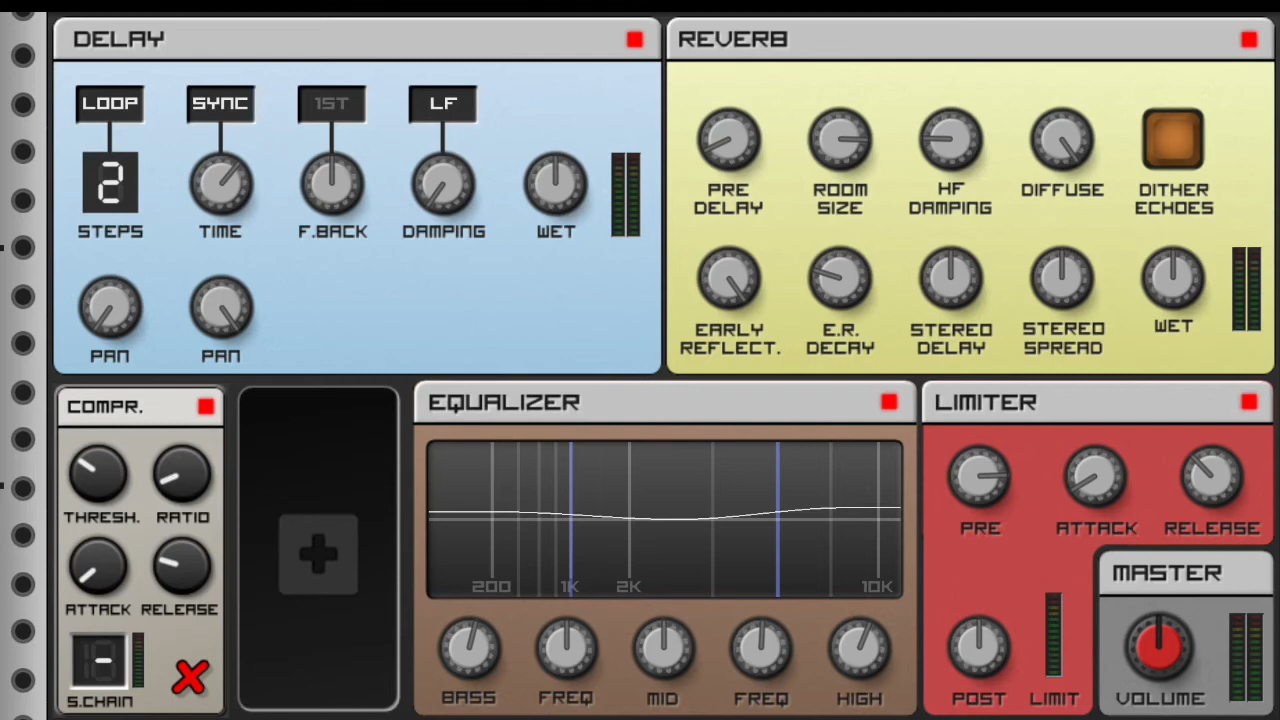 DELAY
REVERB
LOOP SYNC 1ST LF
2
STEPS TIME F.BACK DAMPING WET
PAN PAN
PRE DELAY
ROOM SIZE
HF DAMPING
DIFFUSE
DITHER ECHOES
EARLY REFLECT.
E.R. DECAY
STEREO DELAY
STEREO SPREAD
WET
COMPR.
THRESH. RATIO
ATTACK RELEASE
-
S.CHAIN
EQUALIZER
200 1K 2K 10K
BASS FREQ MID FREQ HIGH
LIMITER
PRE ATTACK RELEASE
POST LIMIT
MASTER
VOLUME